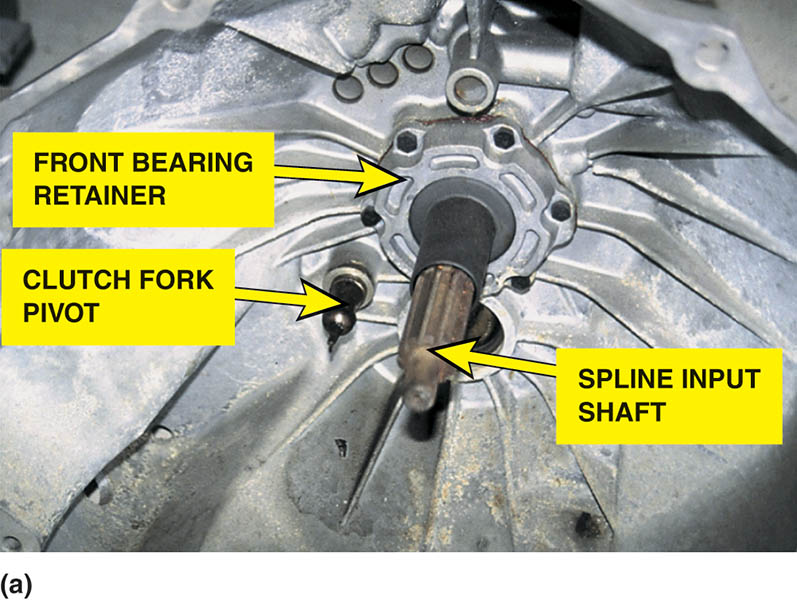 FRONT BEARING
RETAINER
CLUTCH FORK
PIVOT
SPLINE INPUT
SHAFT
(a)